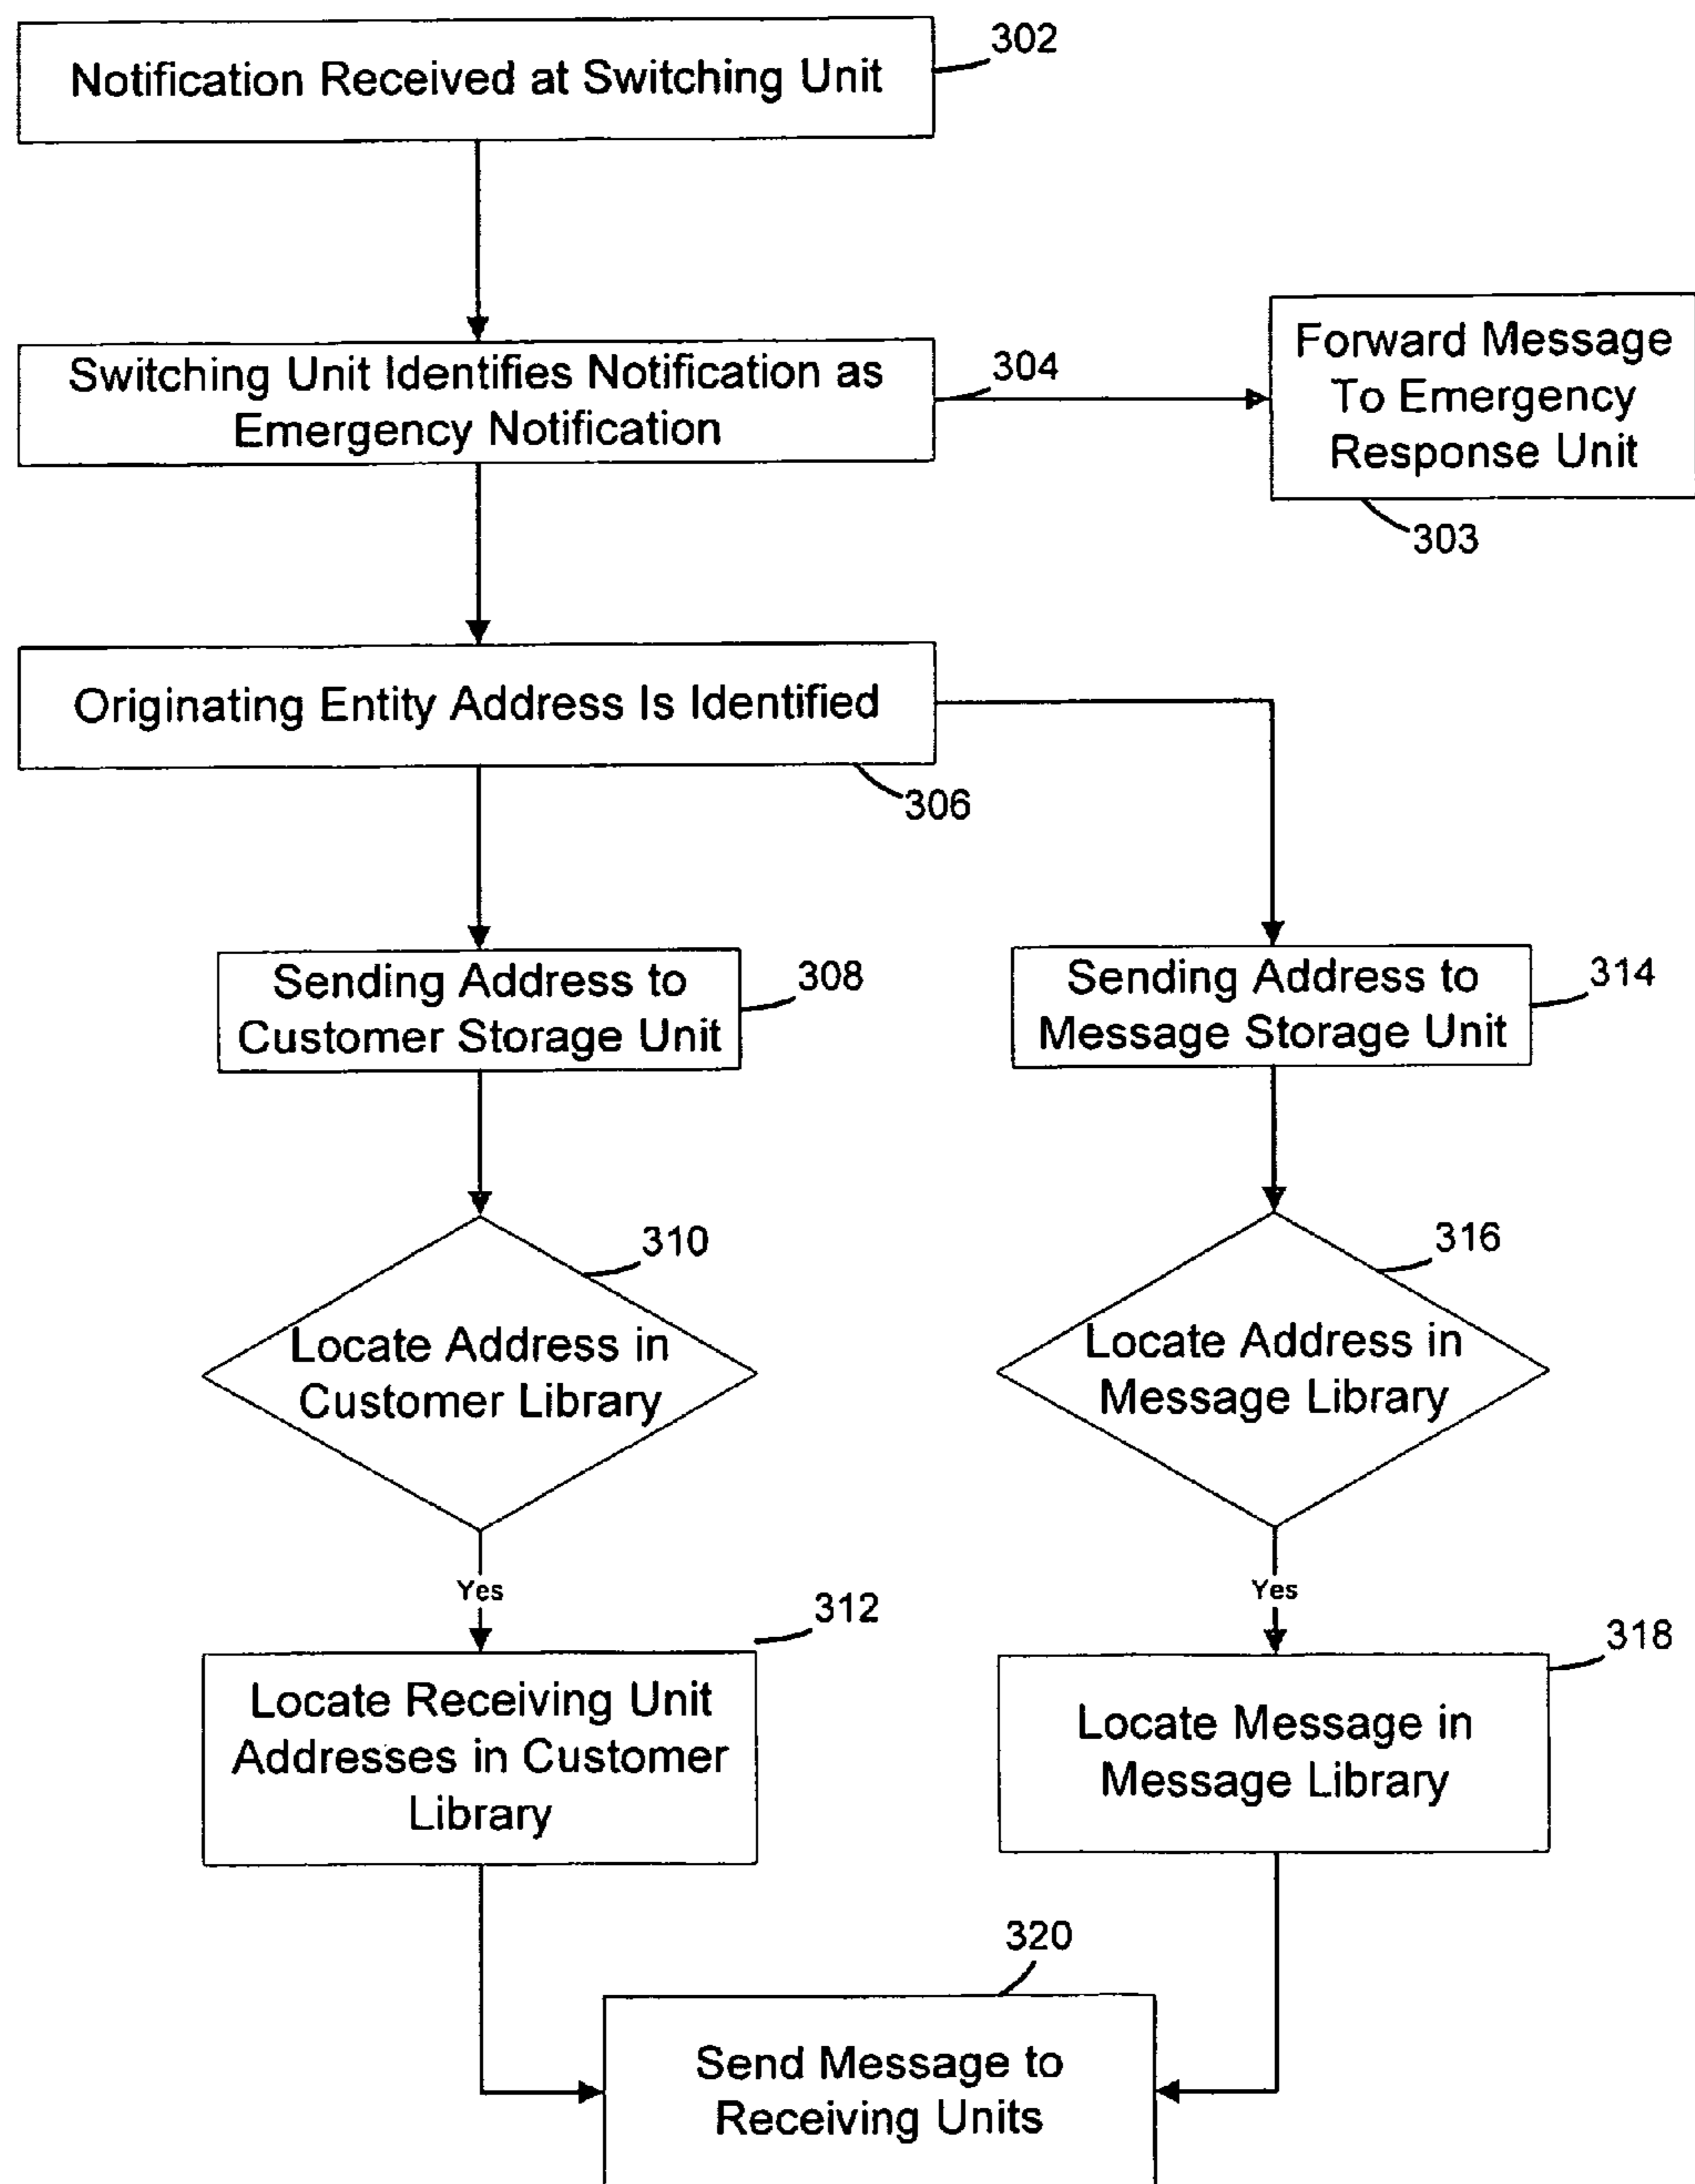 302
Notification Received at Switching Unit
Switching Unit Identifies Notification as
Emergency Notification
304
Forward Message
To Emergency
Response Unit
303
Originating Entity Address Is Identified
306
Sending Address to
Customer Storage Unit
308
Sending Address to
Message Storage Unit
314
310
Locate Address in
Customer Library
316
Locate Address in
Message Library
Yes
Yes
312
Locate Receiving Unit
Addresses in Customer
Library
318
Locate Message in
Message Library
320
Send Message to
Receiving Units